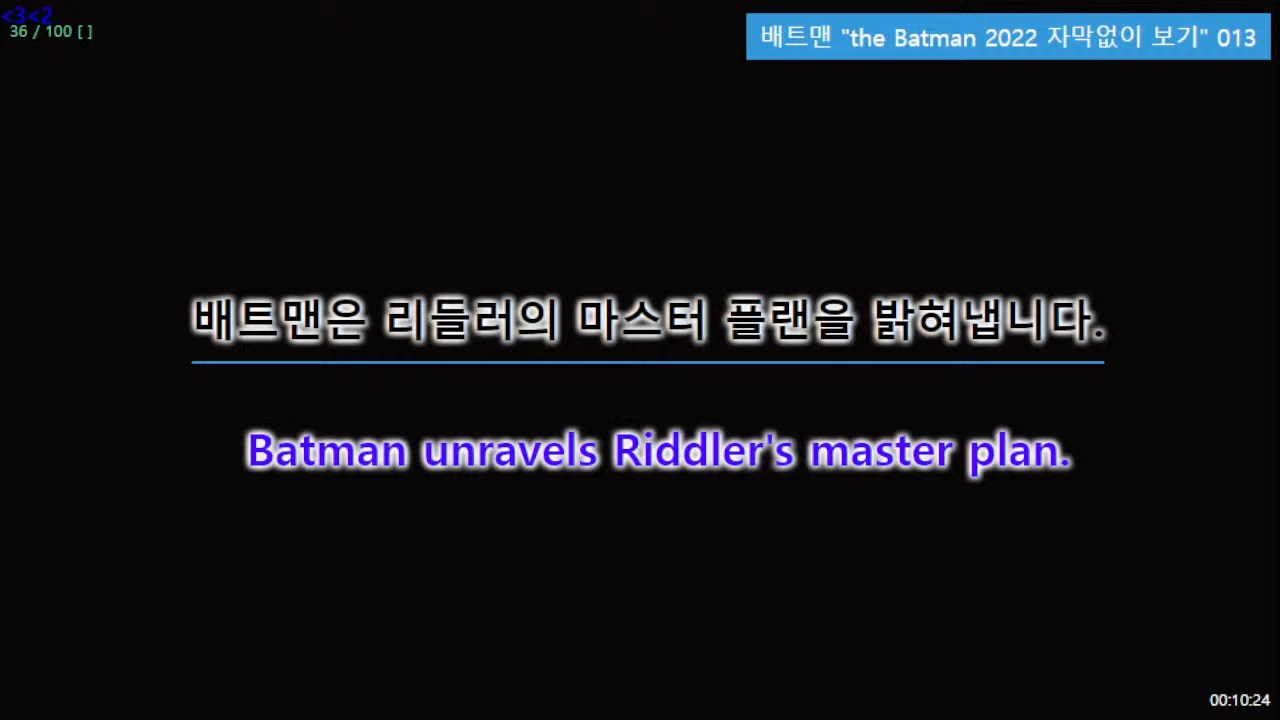 <3<2
36 / 100 [ ]
배트맨 "the Batman 2022 자막없이 보기" 013
배트맨은 리들러의 마스터 플랜을 밝혀냅니다.
Batman unravels Riddler's master plan.
00:10:24